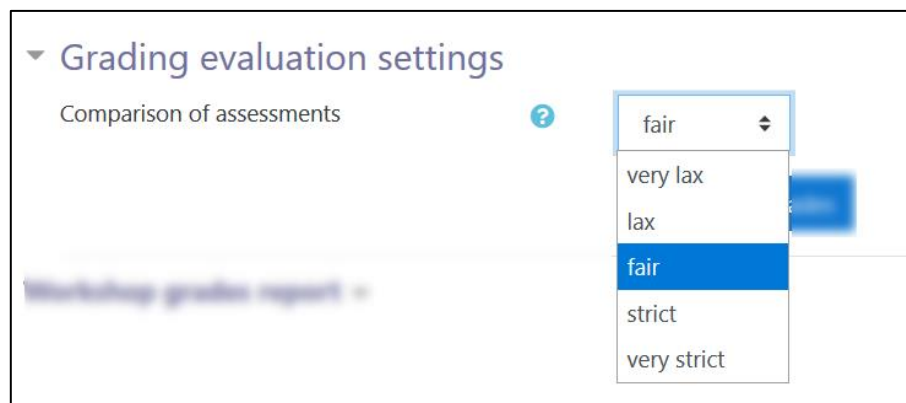 Grading evaluation settings
Comparison of assessments
fair
very lax
lax
fair
strict
very strict